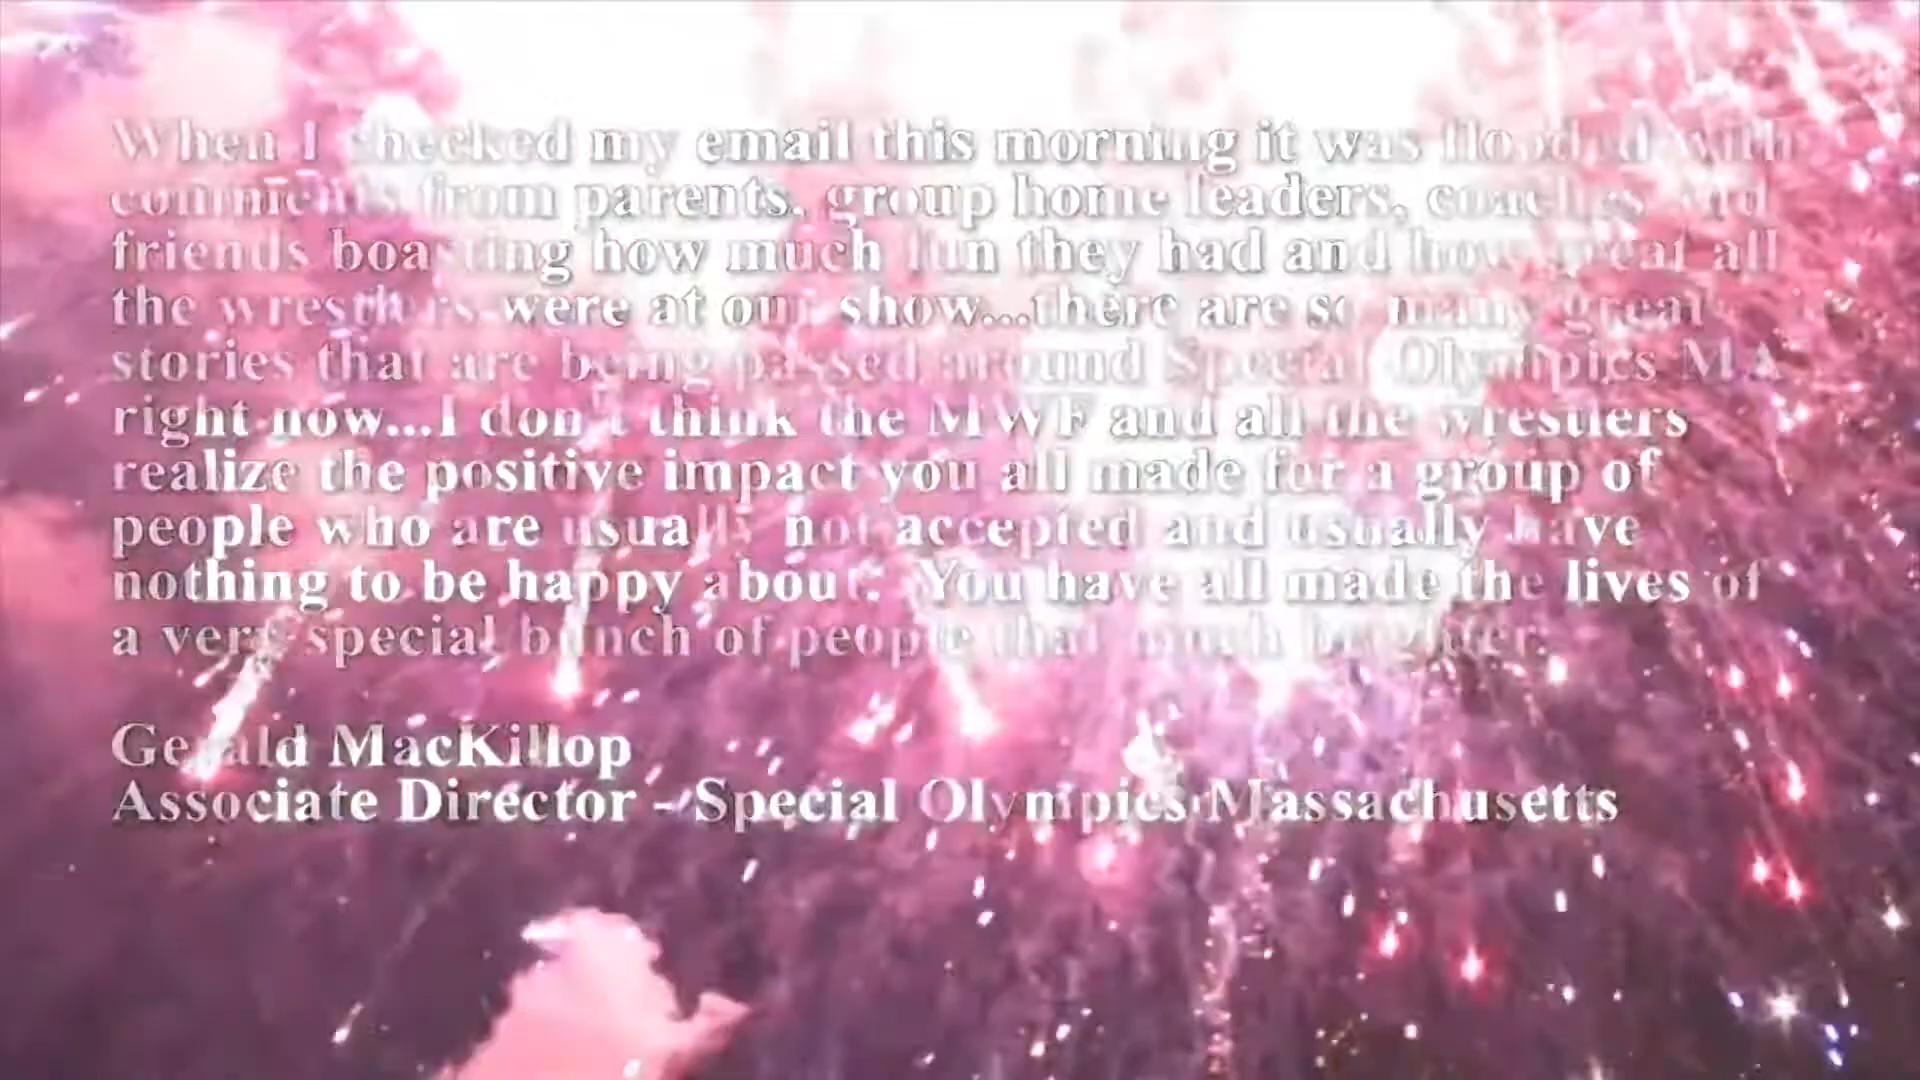 When I checked my email this morning it was flooded with
comments from parents, group home leaders, coaches and
friends boasting how much fun they had and how great all
the wrestlers were at our show...there are so many great
stories that are being passed around Special Olympics MA
right now...I don't think the MWF and all the wrestlers
realize the positive impact you all made for a group of
people who are usually not accepted and usually have
nothing to be happy about. You have all made the lives of
a very special bunch of people that much brighter.
Gerald MacKillop
Associate Director - Special Olympics Massachusetts